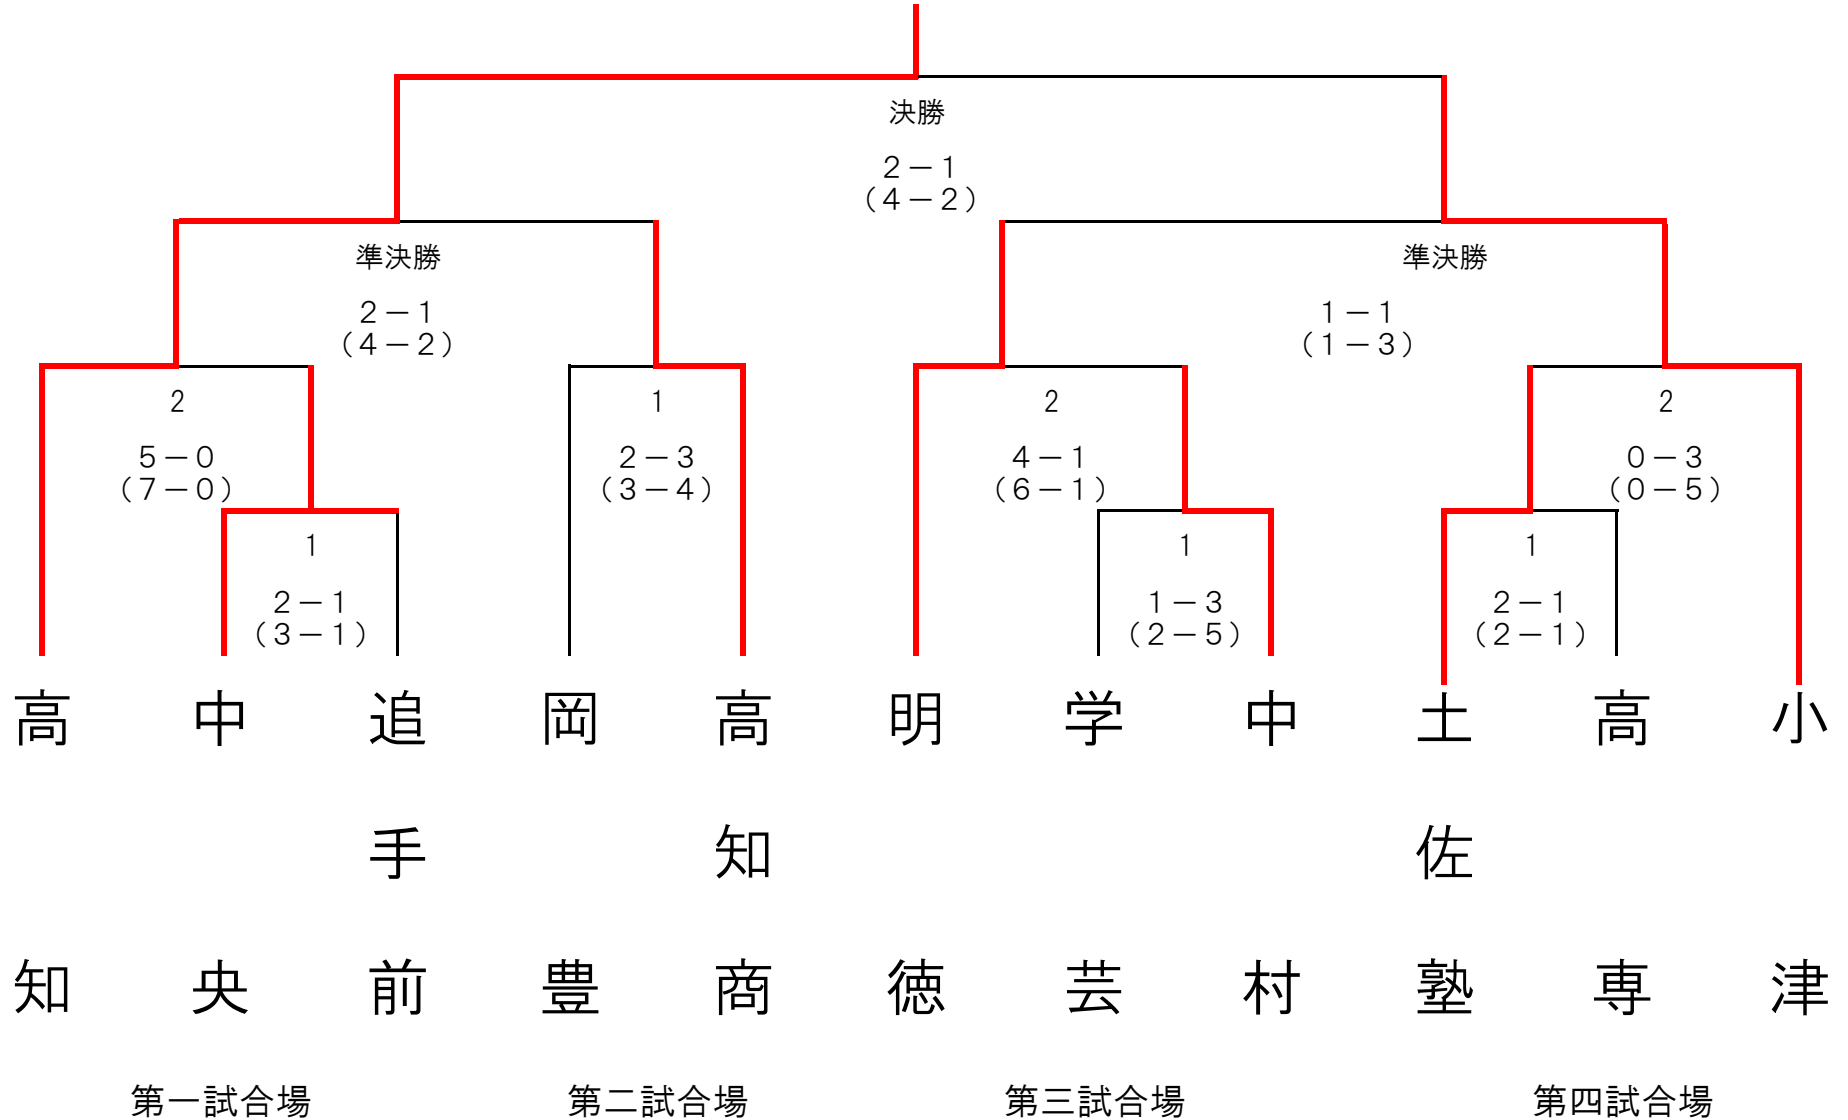 決勝
２－１
（４－２）
準決勝
２－１
（４－２）
準決勝
１－１
（１－３）
2
５－０
（７－０）
1
２－３
（３－４）
2
４－１
（６－１）
2
０－３
（０－５）
1
２－１
（３－１）
1
１－３
（２－５）
1
２－１
（２－１）
高知
中央
追手前
岡豊
高知商
明徳
学芸
中村
土佐塾
高専
小津
第一試合場
第二試合場
第三試合場
第四試合場